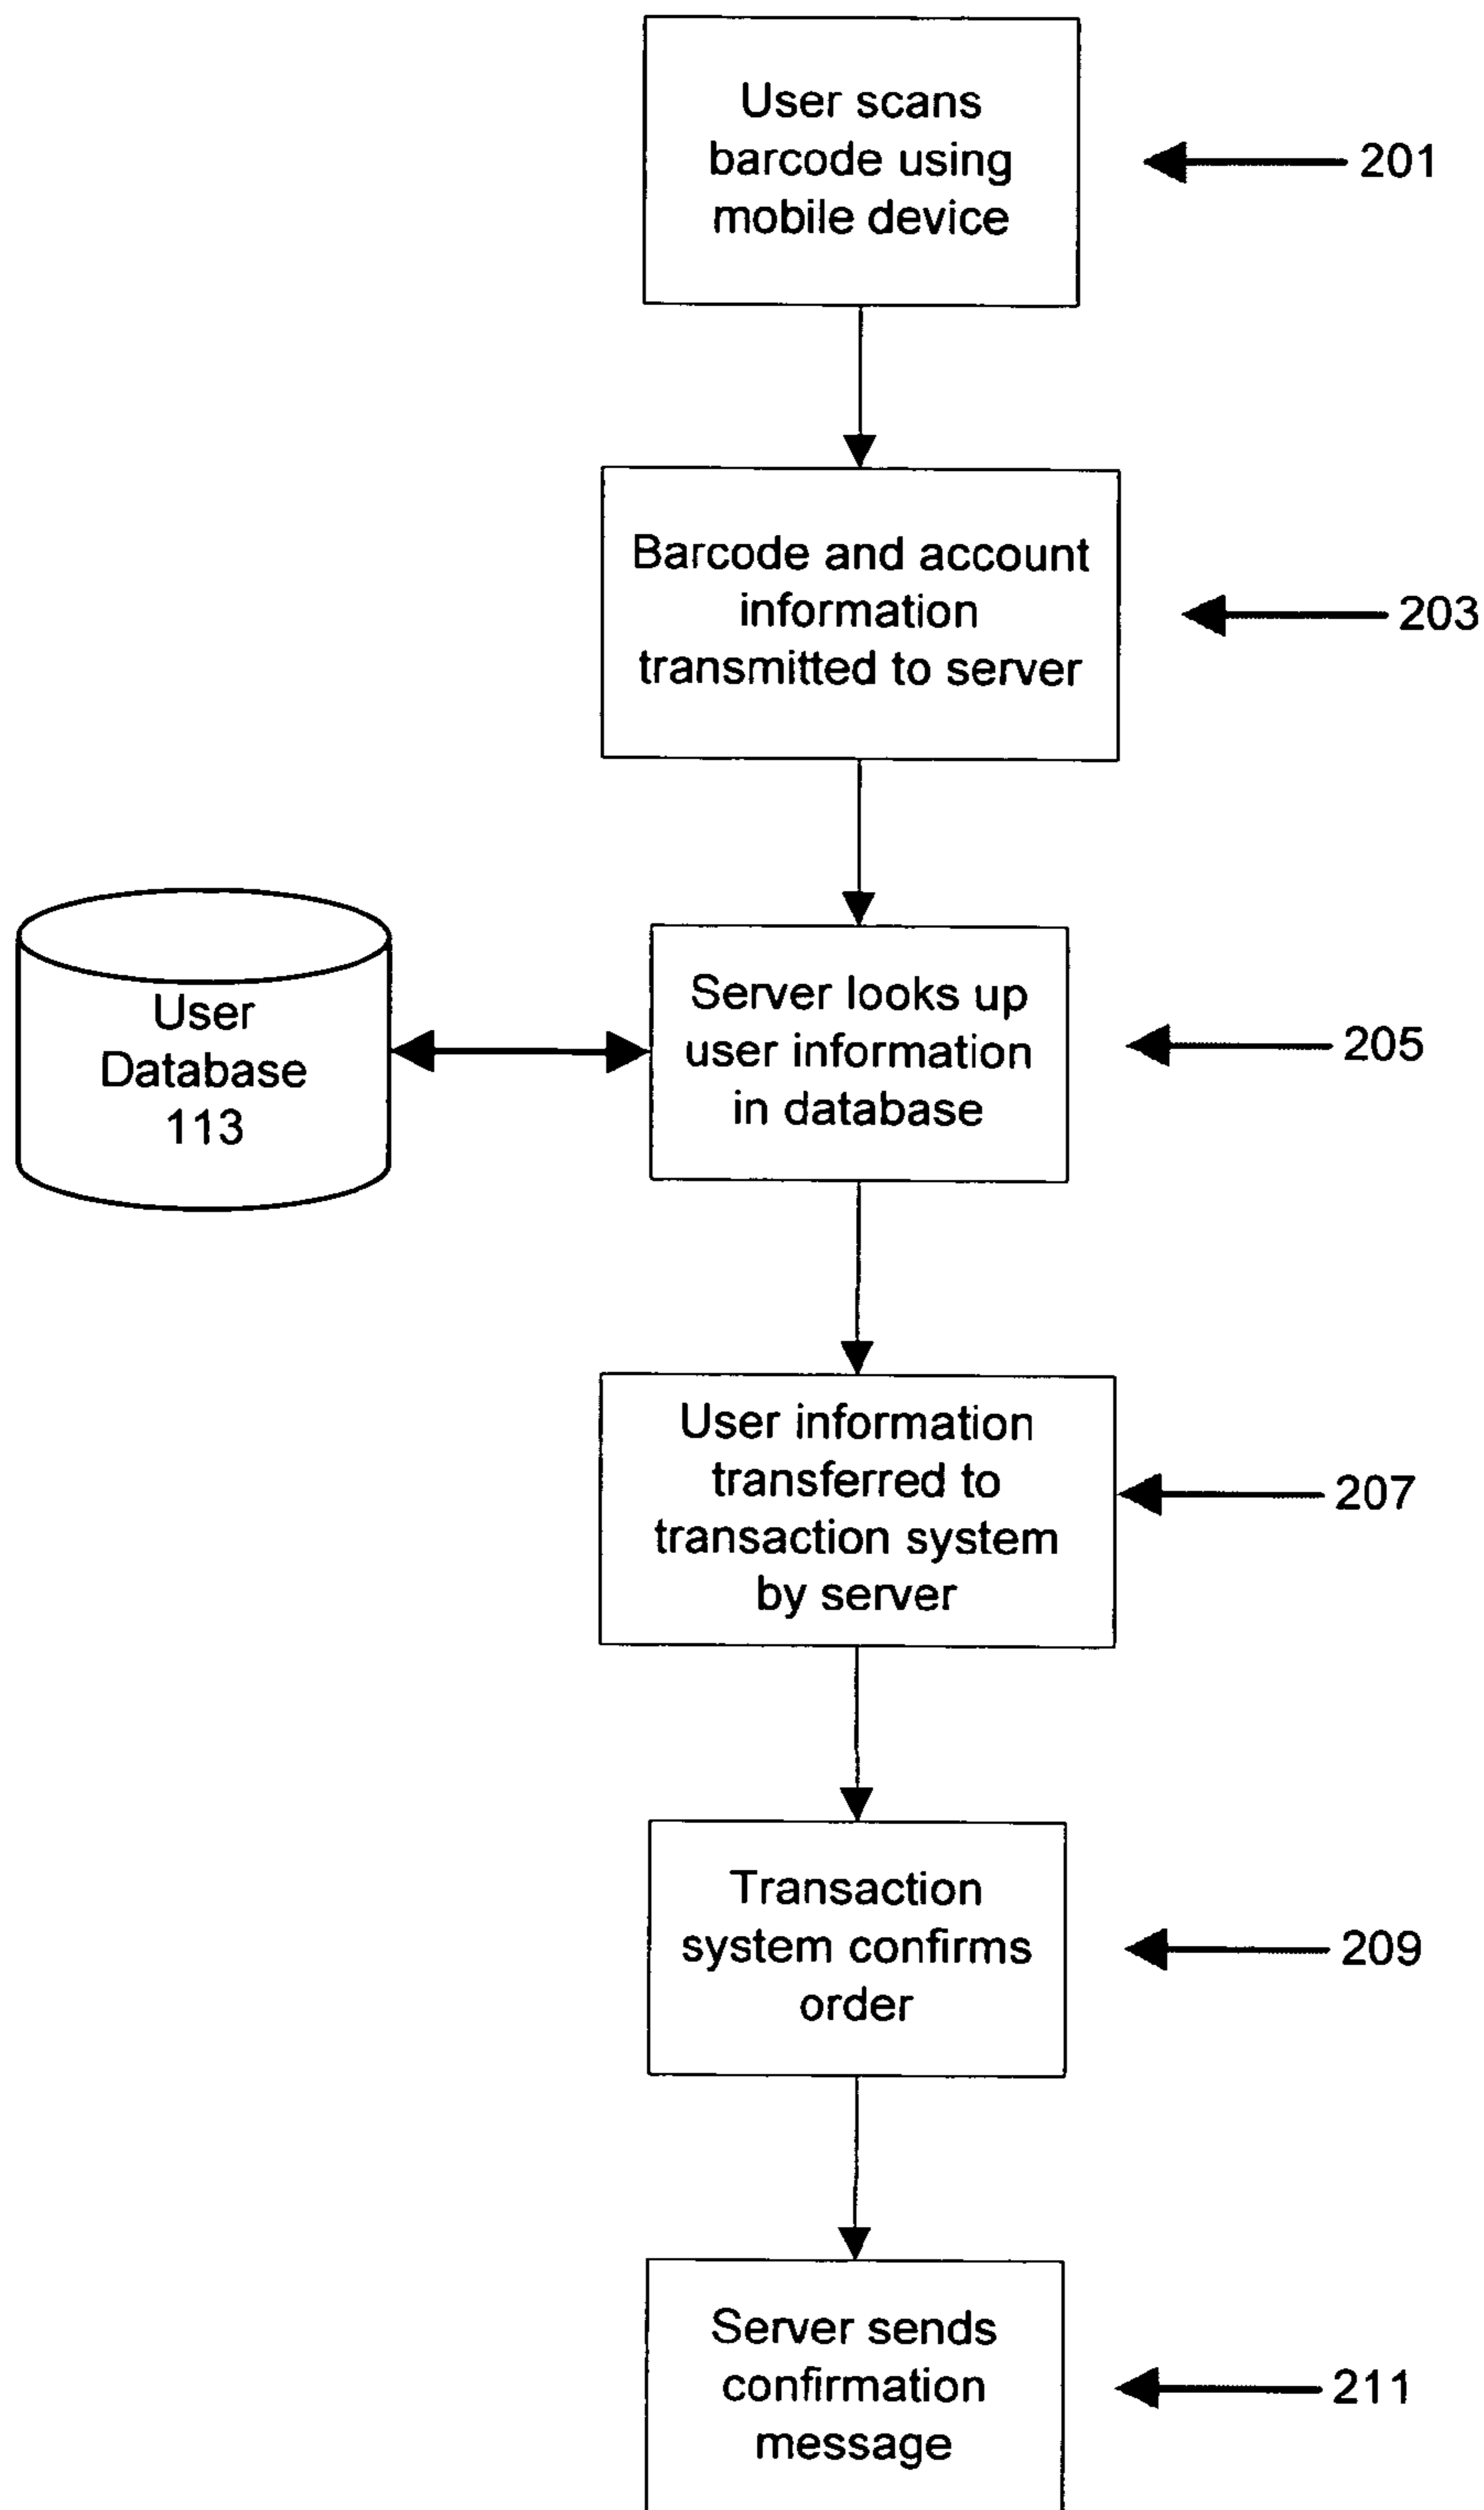 User scans
barcode using
mobile device
201
Barcode and account
information
transmitted to server
203
User
Database
113
Server looks up
user information
in database
205
User information
transferred to
transaction system
by server
207
Transaction
system confirms
order
209
Server sends
confirmation
message
211